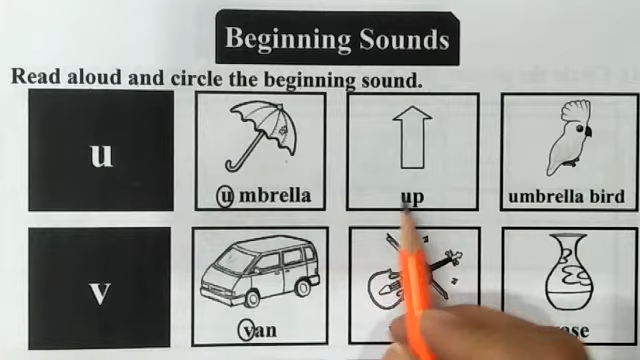 Beginning Sounds
Read aloud and circle the beginning sound.
u
umbrella
up
umbrella bird
v
van